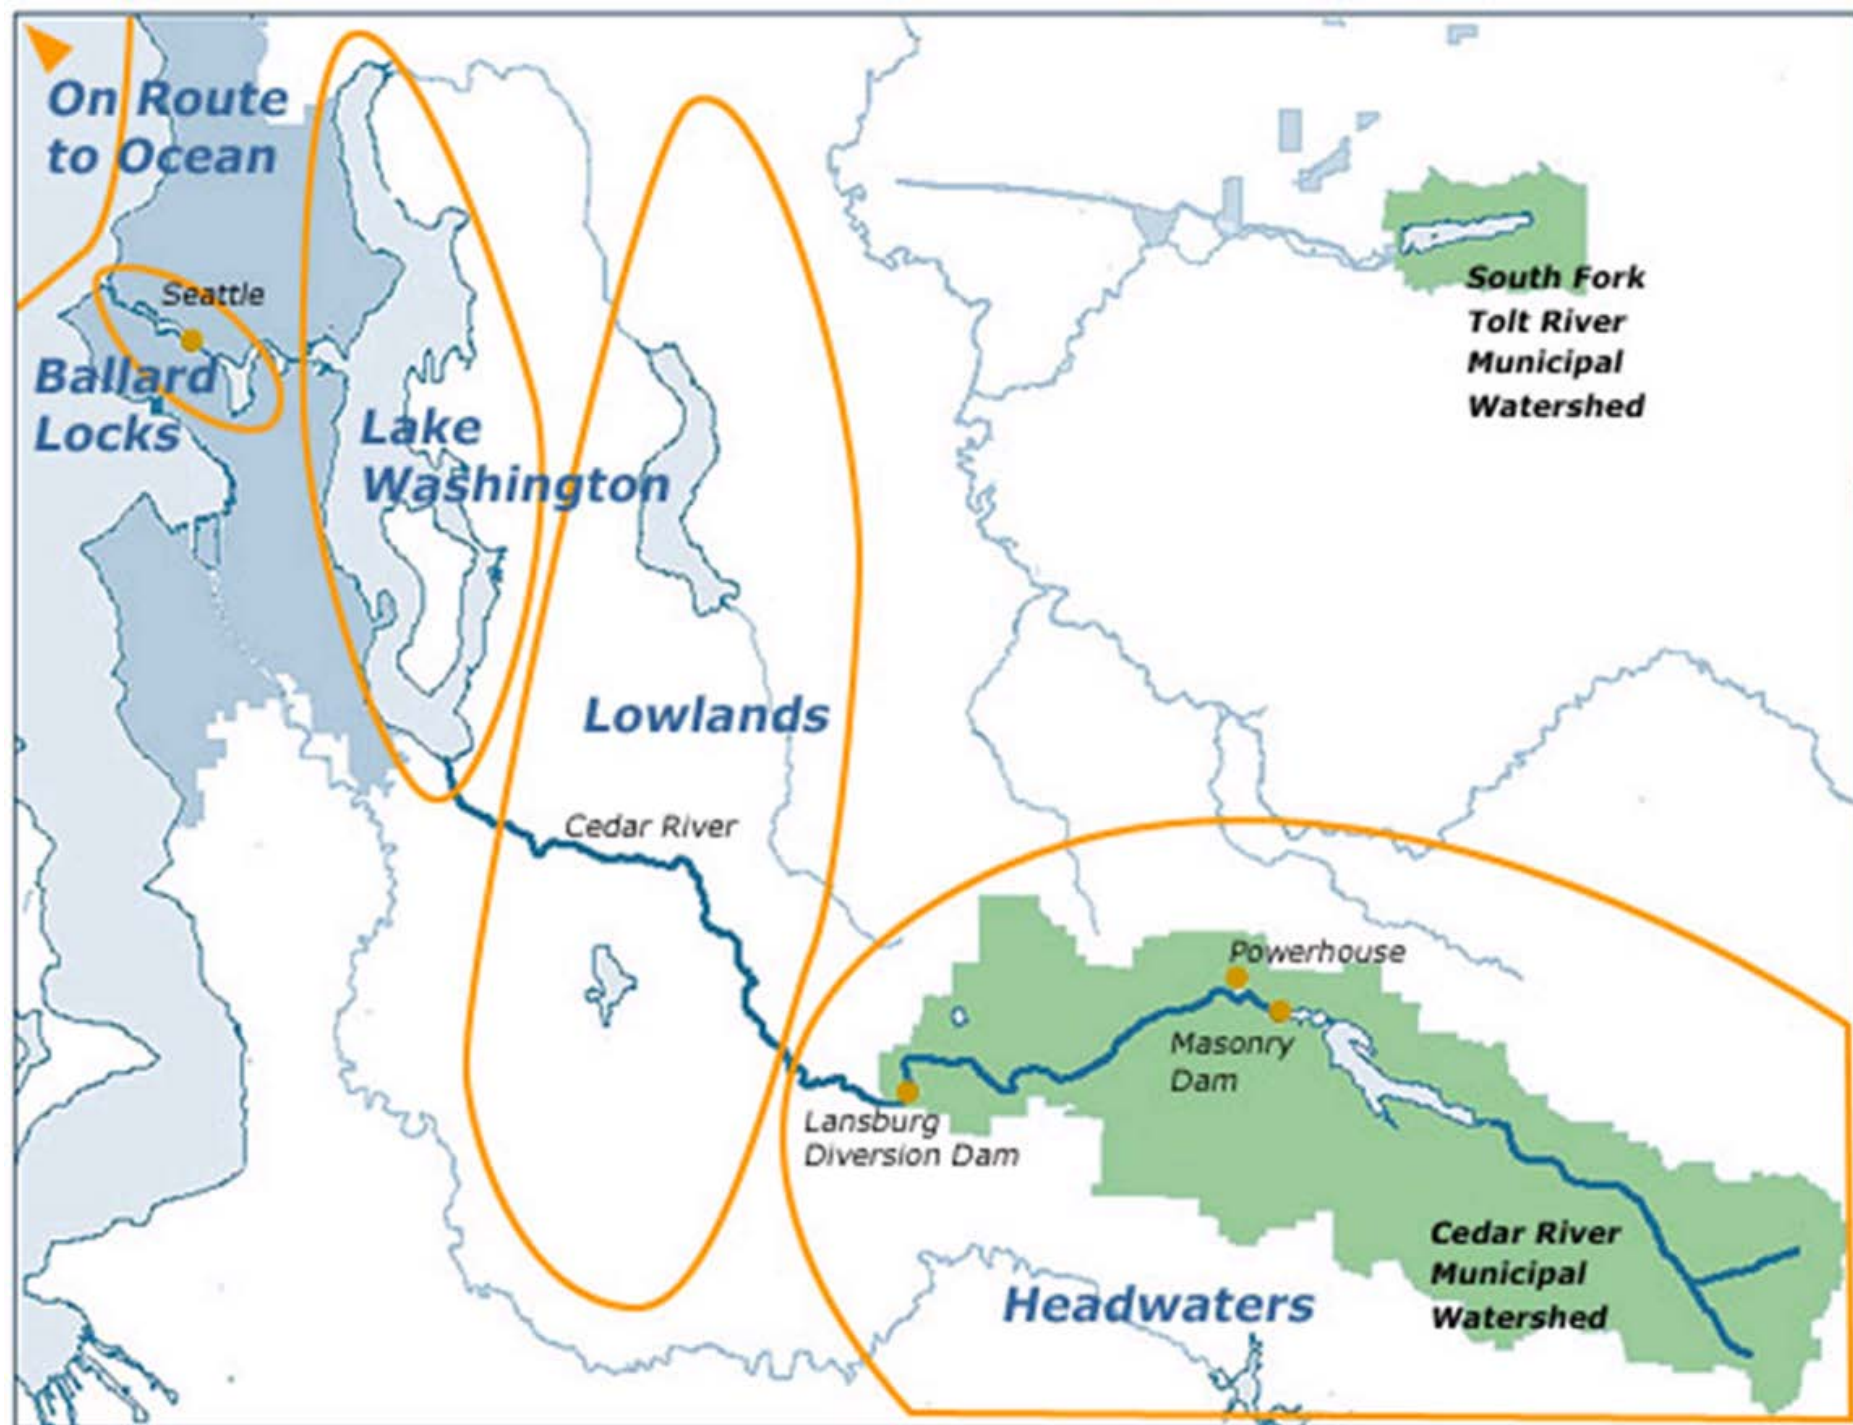 On Route
to Ocean
Seattle
Ballard
Locks
Lake
Washington
South Fork
Tolt River
Municipal
Watershed
Lowlands
Cedar River
Powerhouse
Masonry
Dam
Lansburg
Diversion Dam
Cedar River
Municipal
Watershed
Headwaters